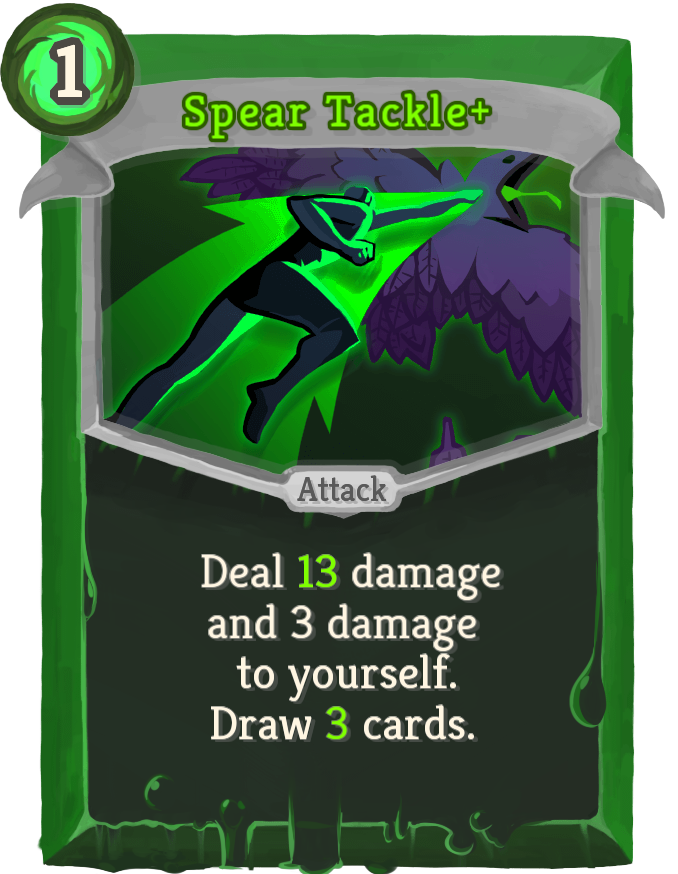 1
Spear Tackle+
Attack
Deal 13 damage
and 3 damage
to yourself.
Draw 3 cards.